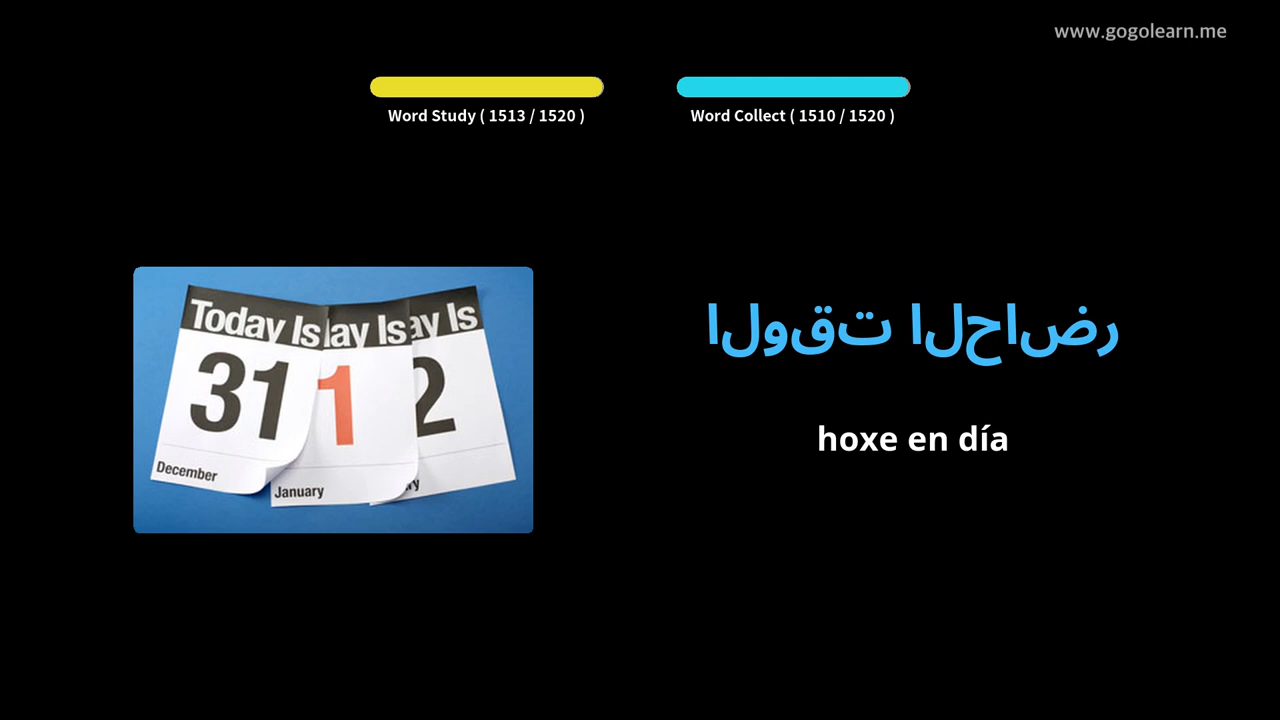 www.gogolearn.me
Word Study ( 1513 / 1520 )
Word Collect ( 1510 / 1520 )
Today Is
ay Is
ay Is
31
1
2
December
January
ry
الوقت الحاضر
hoxe en día